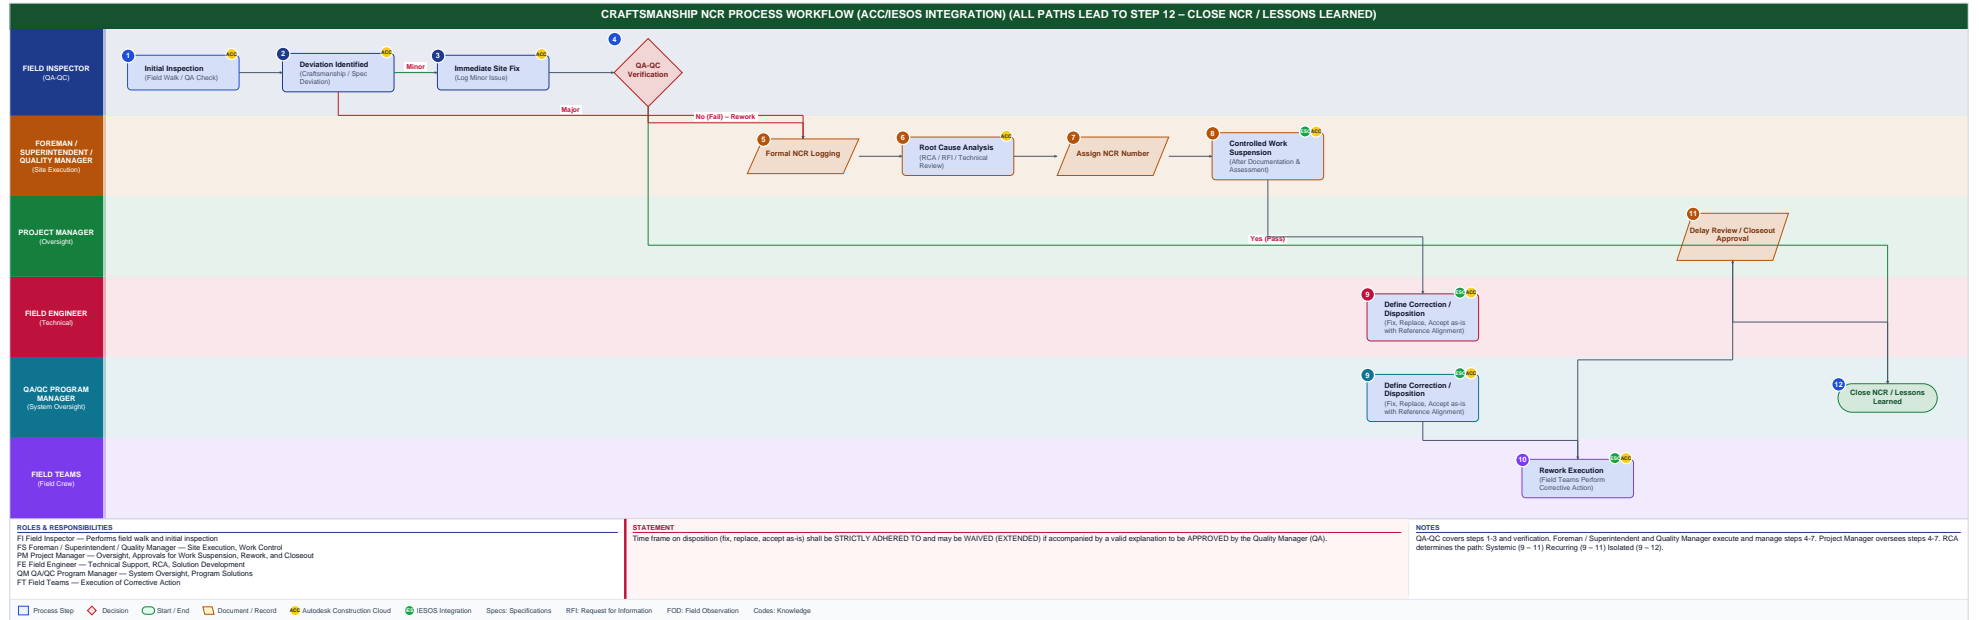 CRAFTSMANSHIP NCR PROCESS WORKFLOW (ACC/IESOS INTEGRATION) (ALL PATHS LEAD TO STEP 12 – CLOSE NCR / LESSONS LEARNED)
FIELD INSPECTOR
(QA-QC)
1
ACC
Initial Inspection
(Field Walk / QA Check)
2
ACC
Deviation Identified
(Craftsmanship / Spec
Deviation)
Minor
3
ACC
Immediate Site Fix
(Log Minor Issue)
4
QA-QC
Verification
Major
No (Fail) – Rework
FOREMAN /
SUPERINTENDENT /
QUALITY MANAGER
(Site Execution)
5
Formal NCR Logging
6
ACC
Root Cause Analysis
(RCA / RFI / Technical
Review)
7
Assign NCR Number
8
ACC
Controlled Work
Suspension
(After Documentation &
Assessment)
PROJECT MANAGER
(Oversight)
Yes (Pass)
11
Delay Review / Closeout
Approval
FIELD ENGINEER
(Technical)
9
ACC
Define Correction /
Disposition
(Fix, Replace, Accept as-is
with Reference Alignment)
QA/QC PROGRAM
MANAGER
(System Oversight)
9
ACC
Define Correction /
Disposition
(Fix, Replace, Accept as-is
with Reference Alignment)
12
Close NCR / Lessons
Learned
FIELD TEAMS
(Field Crew)
10
ACC
Rework Execution
(Field Teams Perform
Corrective Action)
ROLES & RESPONSIBILITIES
FI Field Inspector — Performs field walk and initial inspection
FS Foreman / Superintendent / Quality Manager — Site Execution, Work Control
PM Project Manager — Oversight, Approvals for Work Suspension, Rework, and Closeout
FE Field Engineer — Technical Support, RCA, Solution Development
QM QA/QC Program Manager — System Oversight, Program Solutions
FT Field Teams — Execution of Corrective Action
STATEMENT
Time frame on disposition (fix, replace, accept as-is) shall be STRICTLY ADHERED TO and may be WAIVED (EXTENDED) if accompanied by a valid explanation to be APPROVED by the Quality Manager (QA).
NOTES
QA-QC covers steps 1-3 and verification. Foreman / Superintendent and Quality Manager execute and manage steps 4-7. Project Manager oversees steps 4-7. RCA
determines the path: Systemic (9 – 11) Recurring (9 – 11) Isolated (9 – 12).
Process Step
Decision
Start / End
Document / Record
ACC Autodesk Construction Cloud
IESOS Integration
Specs: Specifications
RFI: Request for Information
FOD: Field Observation
Codes: Knowledge